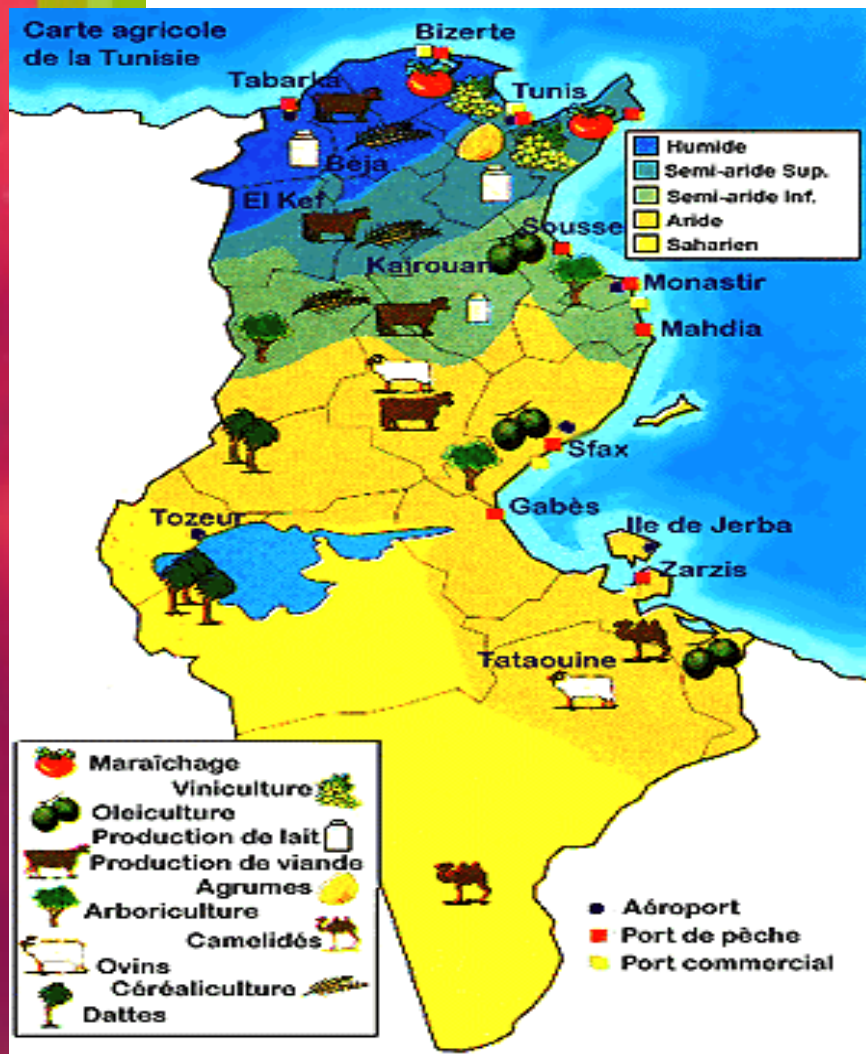 Carte agricole
de la Tunisie
Bizerte
Tabarka
Tunis
Béja
El Kef
Humide
Semi-aride Sup.
Semi-aride Inf.
Aride
Saharien
Sousse
Kairouan
Monastir
Mahdia
Sfax
Gabès
Tozeur
Ile de Jerba
Zarzis
Tataouine
Maraîchage
Viniculture
Oleiculture
Production de lait
Production de viande
Agrumes
Arboriculture
Camelidés
Ovins
Céréaliculture
Dattes
Aéroport
Port de pêche
Port commercial